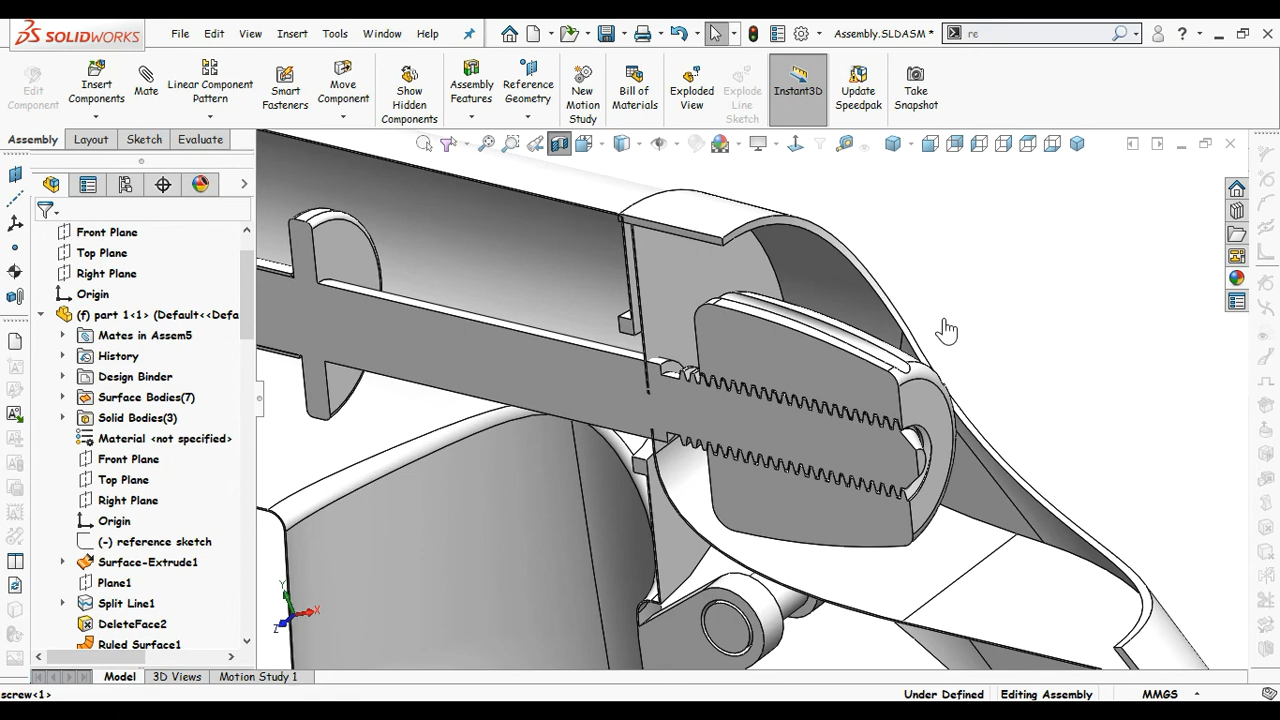 SOLIDWORKS File Edit View Insert Tools Window Help Assembly.SLDASM * re ?
Edit Component Insert Components Mate Linear Component Pattern Smart Fasteners Move Component Show Hidden Components Assembly Features Reference Geometry New Motion Study Bill of Materials Exploded View Explode Line Sketch Instant3D Update Speedpak Take Snapshot
Assembly Layout Sketch Evaluate
Front Plane
Top Plane
Right Plane
Origin
(f) part 1<1> (Default<<Defa
Mates in Assem5
History
Design Binder
Surface Bodies(7)
Solid Bodies(3)
Material <not specified>
Front Plane
Top Plane
Right Plane
Origin
(-) reference sketch
Surface-Extrude1
Plane1
Split Line1
DeleteFace2
Ruled Surface1
Y
X
Z
Model 3D Views Motion Study 1
screw<1> Under Defined Editing Assembly MMGS